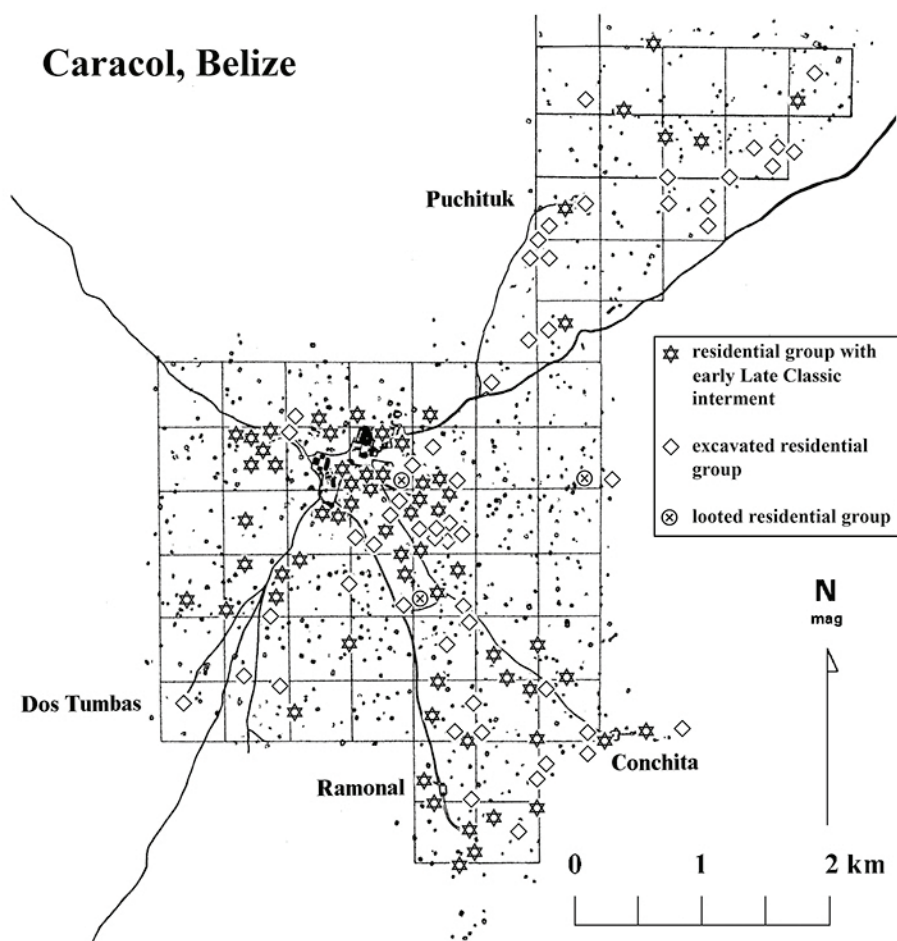 Caracol, Belize
Puchituk
residential group with
early Late Classic
interment
excavated residential
group
looted residential group
N
mag
Dos Tumbas
Ramonal
Conchita
0 1 2 km